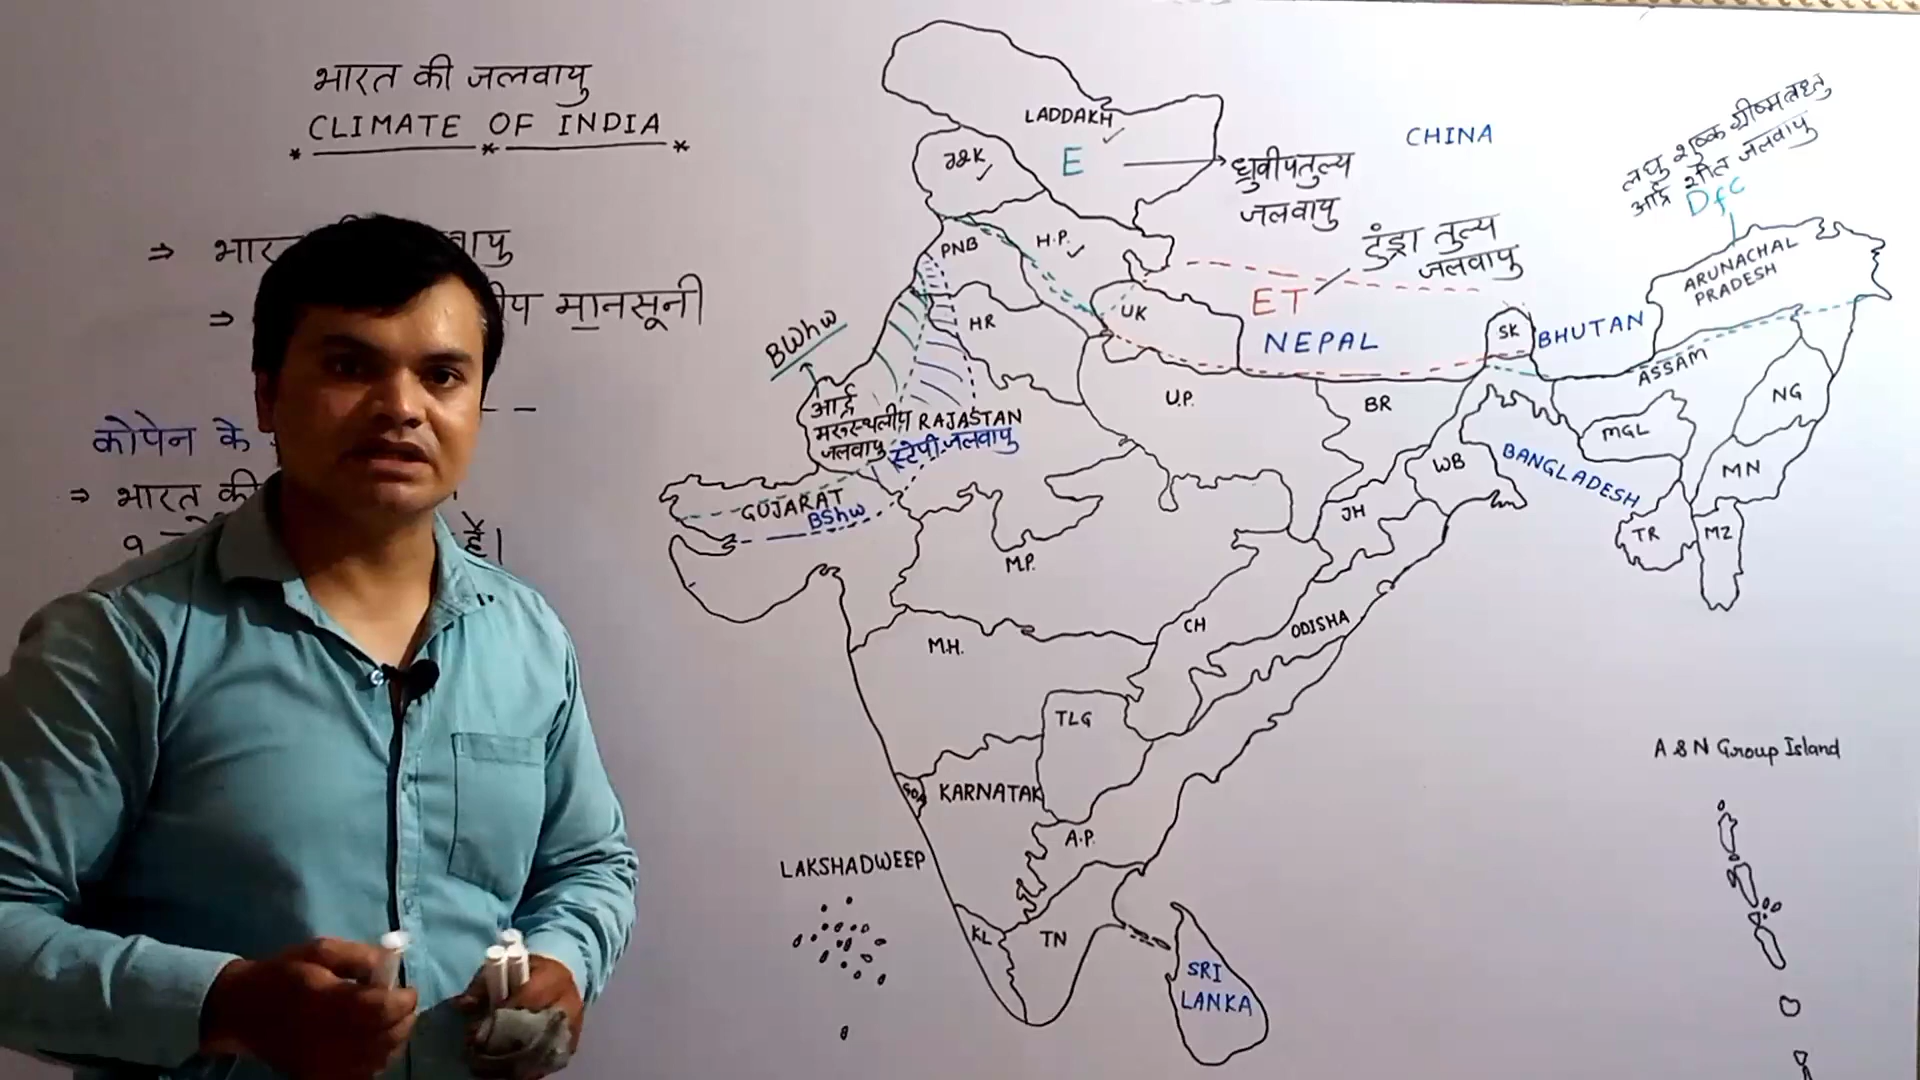 भारत की जलवायु
CLIMATE OF INDIA
⇒ भार वायु
⇒ ीप मानसूनी
कोपेन के
⇒ भारत की
१ हैं।
LADDAKH
E
ध्रुवीपतुल्य
जलवायु
CHINA
लघु शुष्क ग्रीष्म ऋतु
आर्द्र शीत जलवायु
Dfc
J&K
PNB
H.P.
टुंड्रा तुल्य
जलवायु
ET
UK
HR
NEPAL
SK
BHUTAN
ARUNACHAL
PRADESH
ASSAM
BWhw
आर्द्र
मरुस्थलीय
जलवायु
RAJASTAN
स्टेपी जलवायु
U.P.
BR
MGL
NG
MN
WB
BANGLADESH
GUJARAT
BShw
M.P.
JH
TR
MZ
CH
ODISHA
M.H.
TLG
GOA
KARNATAK
A.P.
A & N Group Island
LAKSHADWEEP
KL
TN
SRI
LANKA